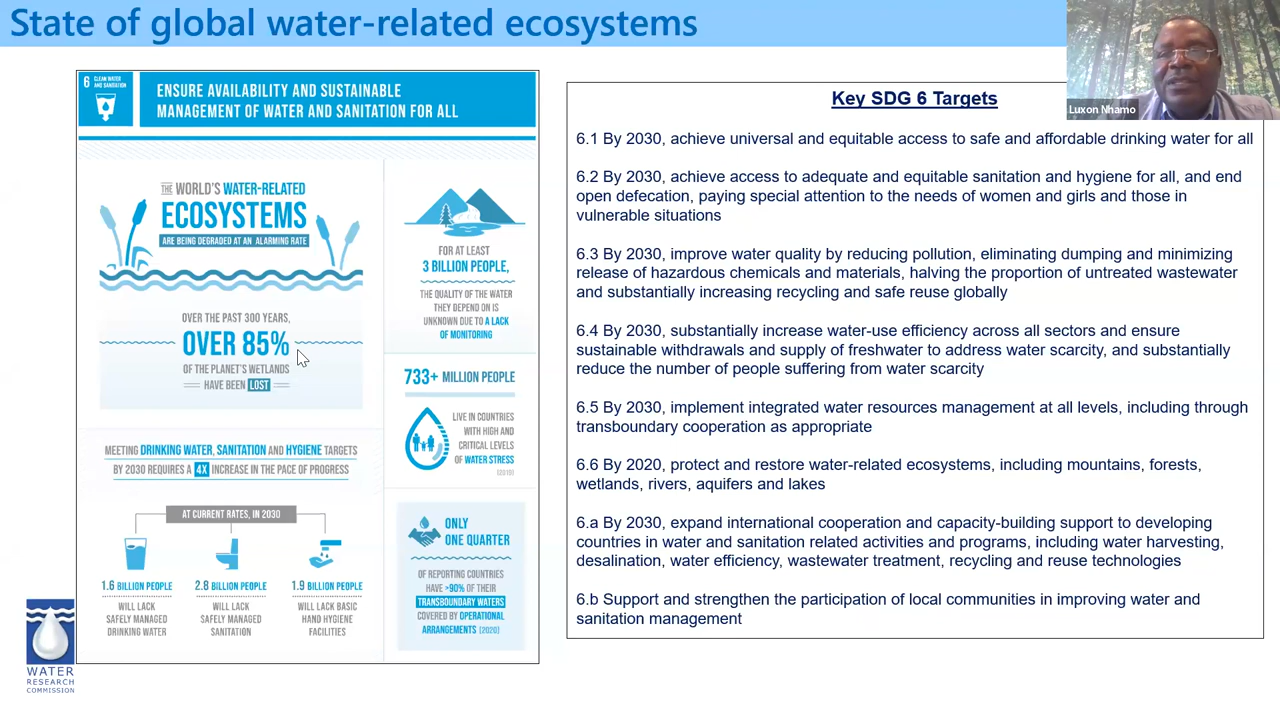 State of global water-related ecosystems
Luxon Nhamo
6 CLEAN WATER
AND SANITATION
ENSURE AVAILABILITY AND SUSTAINABLE
MANAGEMENT OF WATER AND SANITATION FOR ALL
THE WORLD'S WATER-RELATED
ECOSYSTEMS
ARE BEING DEGRADED AT AN ALARMING RATE
OVER THE PAST 300 YEARS,
OVER 85%
OF THE PLANET'S WETLANDS
HAVE BEEN LOST
FOR AT LEAST
3 BILLION PEOPLE,
THE QUALITY OF THE WATER
THEY DEPEND ON IS
UNKNOWN DUE TO A LACK
OF MONITORING
733+ MILLION PEOPLE
LIVE IN COUNTRIES
WITH HIGH AND
CRITICAL LEVELS
OF WATER STRESS
MEETING DRINKING WATER, SANITATION AND HYGIENE TARGETS
BY 2030 REQUIRES A 4X INCREASE IN THE PACE OF PROGRESS
AT CURRENT RATES, IN 2030
1.6 BILLION PEOPLE
WILL LACK
SAFELY MANAGED
DRINKING WATER
2.8 BILLION PEOPLE
WILL LACK
SAFELY MANAGED
SANITATION
1.9 BILLION PEOPLE
WILL LACK BASIC
HAND HYGIENE
FACILITIES
ONLY
ONE QUARTER
OF REPORTING COUNTRIES
HAVE >90% OF THEIR
TRANSBOUNDARY WATERS
COVERED BY OPERATIONAL
ARRANGEMENTS (2020)
WATER
RESEARCH
COMMISSION
Key SDG 6 Targets
6.1 By 2030, achieve universal and equitable access to safe and affordable drinking water for all
6.2 By 2030, achieve access to adequate and equitable sanitation and hygiene for all, and end
open defecation, paying special attention to the needs of women and girls and those in
vulnerable situations
6.3 By 2030, improve water quality by reducing pollution, eliminating dumping and minimizing
release of hazardous chemicals and materials, halving the proportion of untreated wastewater
and substantially increasing recycling and safe reuse globally
6.4 By 2030, substantially increase water-use efficiency across all sectors and ensure
sustainable withdrawals and supply of freshwater to address water scarcity, and substantially
reduce the number of people suffering from water scarcity
6.5 By 2030, implement integrated water resources management at all levels, including through
transboundary cooperation as appropriate
6.6 By 2020, protect and restore water-related ecosystems, including mountains, forests,
wetlands, rivers, aquifers and lakes
6.a By 2030, expand international cooperation and capacity-building support to developing
countries in water and sanitation related activities and programs, including water harvesting,
desalination, water efficiency, wastewater treatment, recycling and reuse technologies
6.b Support and strengthen the participation of local communities in improving water and
sanitation management